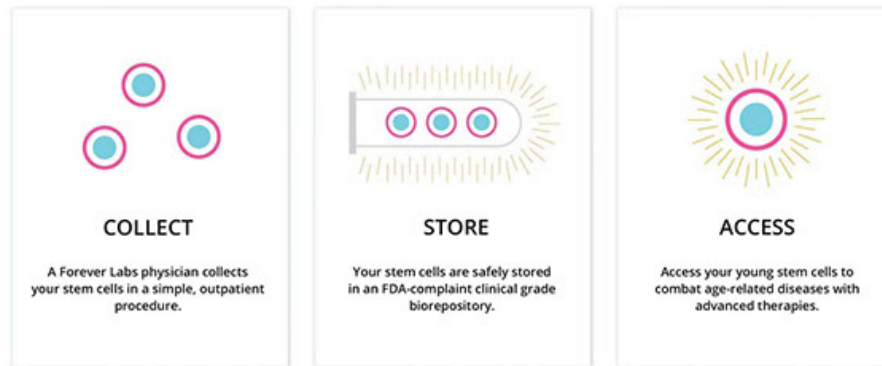 COLLECT
A Forever Labs physician collects
your stem cells in a simple, outpatient
procedure.
STORE
Your stem cells are safely stored
in an FDA-complaint clinical grade
biorepository.
ACCESS
Access your young stem cells to
combat age-related diseases with
advanced therapies.